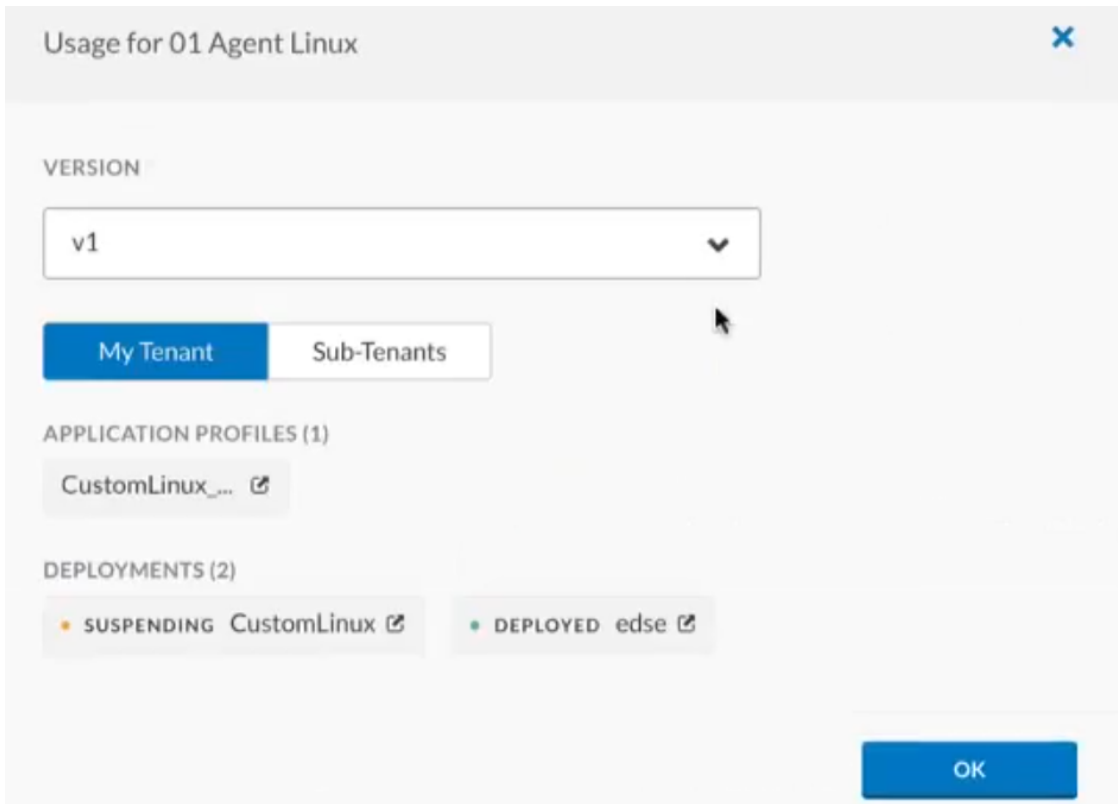 Usage for 01 Agent Linux
VERSION
v1
My Tenant Sub-Tenants
APPLICATION PROFILES (1)
CustomLinux_...
DEPLOYMENTS (2)
SUSPENDING CustomLinux DEPLOYED edse
OK